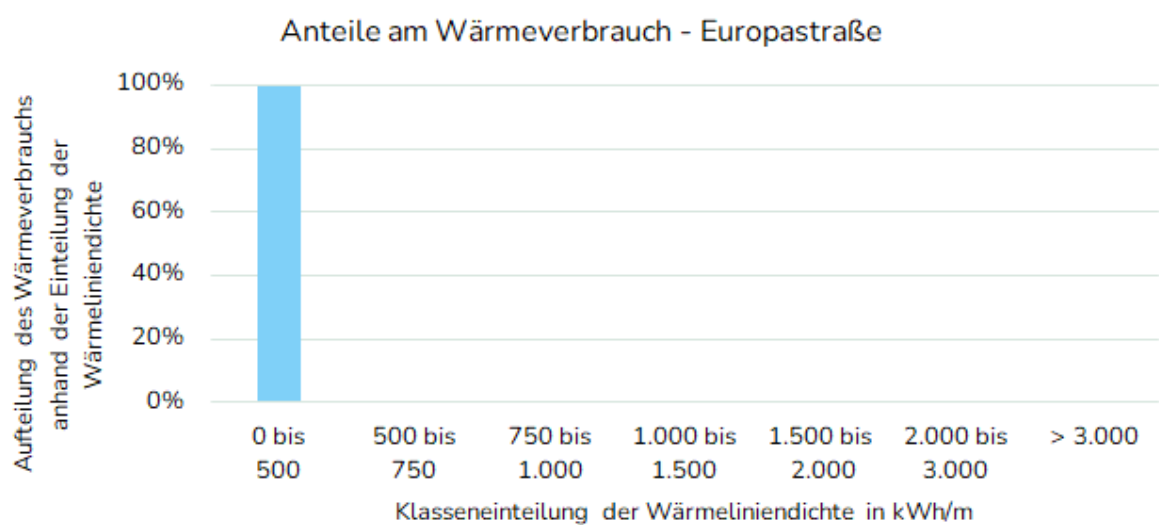 Anteile am Wärmeverbrauch - Europastraße
Aufteilung des Wärmeverbrauchs
anhand der Einteilung der
Wärmeliniendichte
100%
80%
60%
40%
20%
0%
0 bis 500 bis 750 bis 1.000 bis 1.500 bis 2.000 bis > 3.000
500 750 1.000 1.500 2.000 3.000
Klasseneinteilung der Wärmeliniendichte in kWh/m